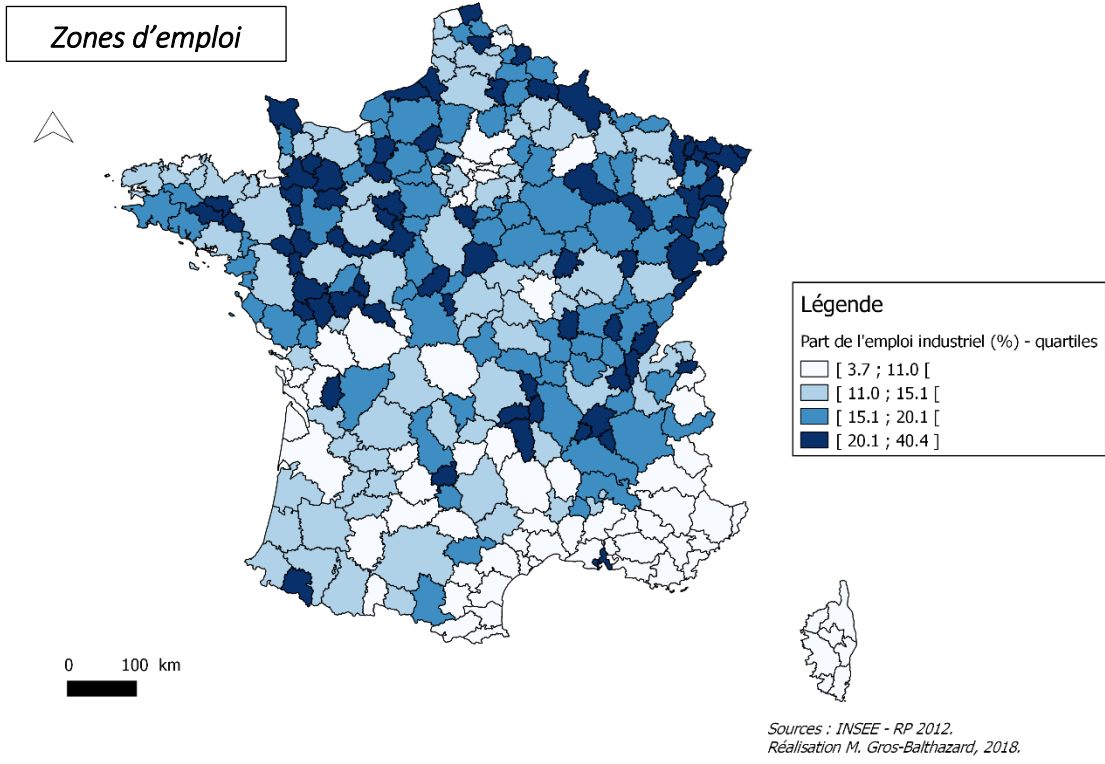 Zones d’emploi
Légende
Part de l'emploi industriel (%) - quartiles
[ 3.7 ; 11.0 [
[ 11.0 ; 15.1 [
[ 15.1 ; 20.1 [
[ 20.1 ; 40.4 ]
0 100 km
Sources : INSEE - RP 2012.
Réalisation M. Gros-Balthazard, 2018.